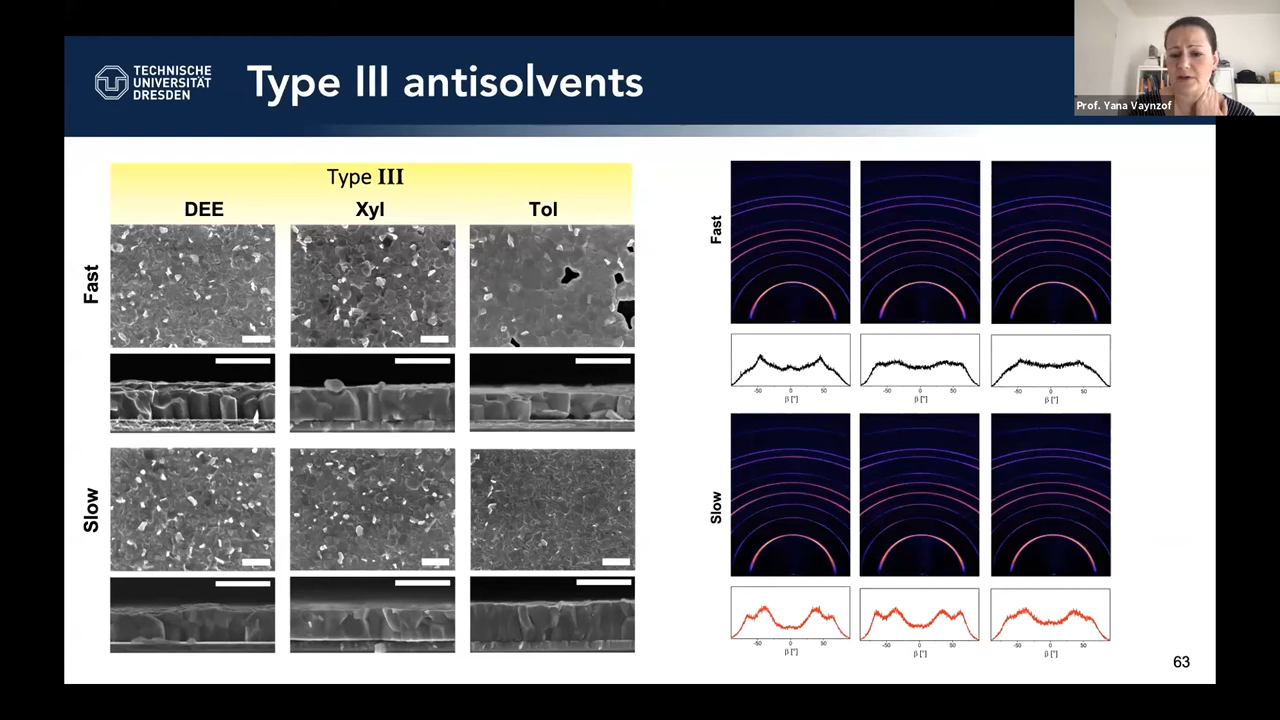 TECHNISCHE
UNIVERSITÄT
DRESDEN
Type III antisolvents
Prof. Yana Vaynzof
Type III
DEE Xyl Tol
Fast
Slow
Fast
-50 0 50
β [°]
-50 0 50
β [°]
-50 0 50
β [°]
Slow
-50 0 50
β [°]
-50 0 50
β [°]
-50 0 50
β [°]
63